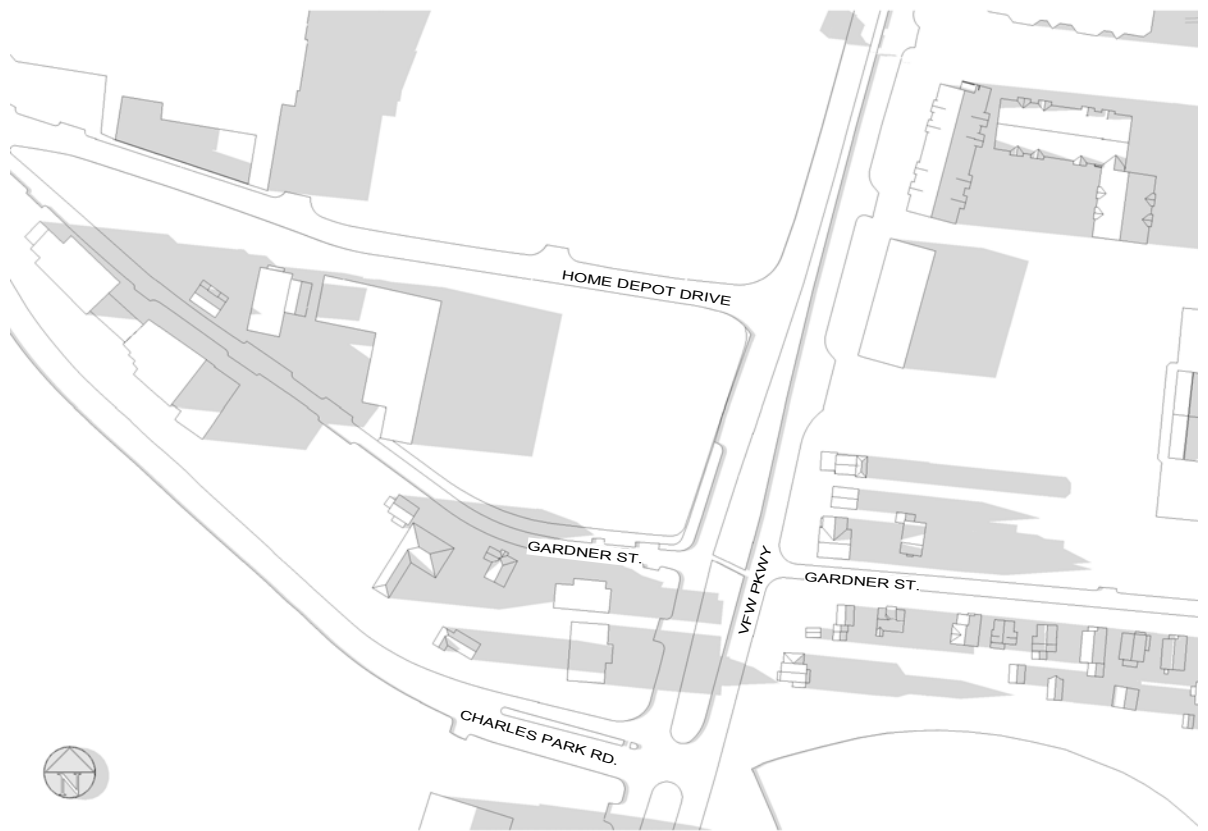 HOME DEPOT DRIVE
GARDNER ST.
GARDNER ST.
VFW PKWY
CHARLES PARK RD.
N